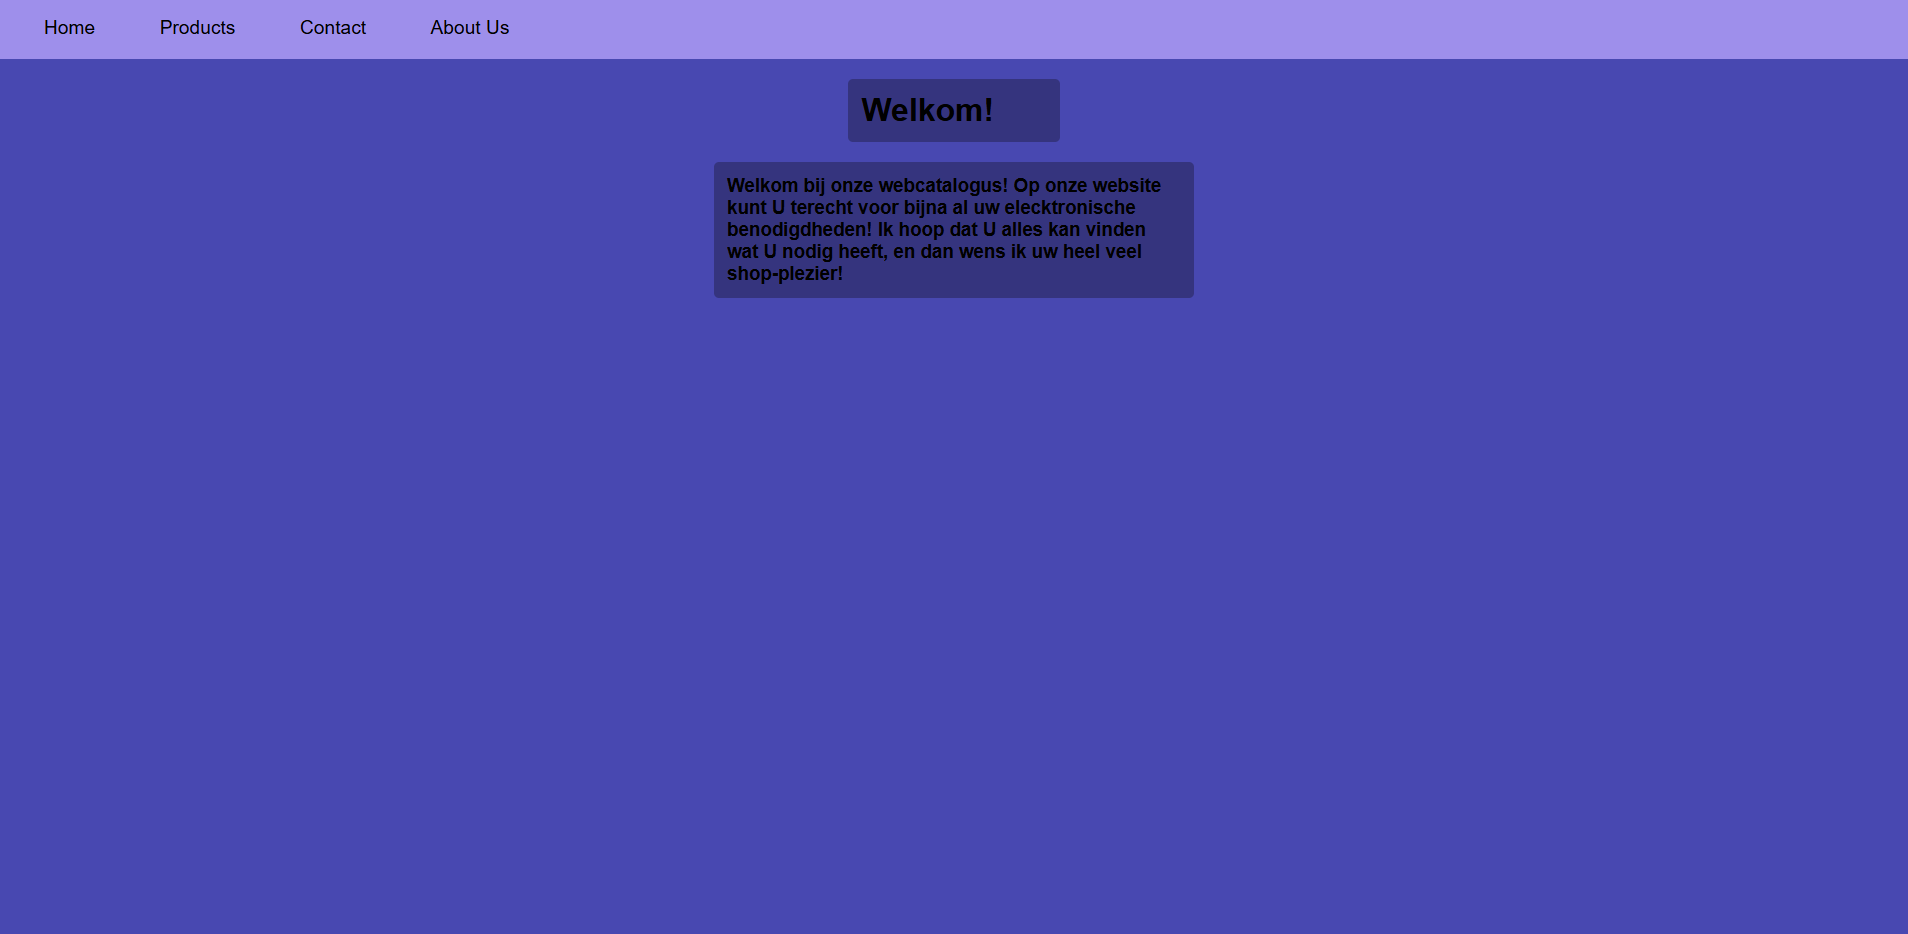 Home Products Contact About Us
Welkom!
Welkom bij onze webcatalogus! Op onze website
kunt U terecht voor bijna al uw elecktronische
benodigdheden! Ik hoop dat U alles kan vinden
wat U nodig heeft, en dan wens ik uw heel veel
shop-plezier!